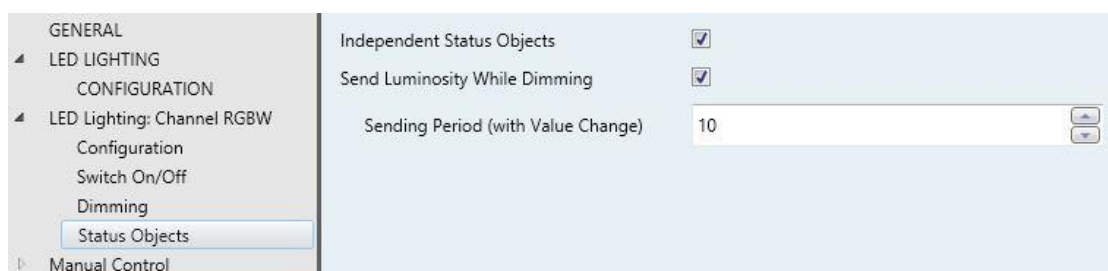 GENERAL
LED LIGHTING
CONFIGURATION
LED Lighting: Channel RGBW
Configuration
Switch On/Off
Dimming
Status Objects
Manual Control
Independent Status Objects
Send Luminosity While Dimming
Sending Period (with Value Change) 10